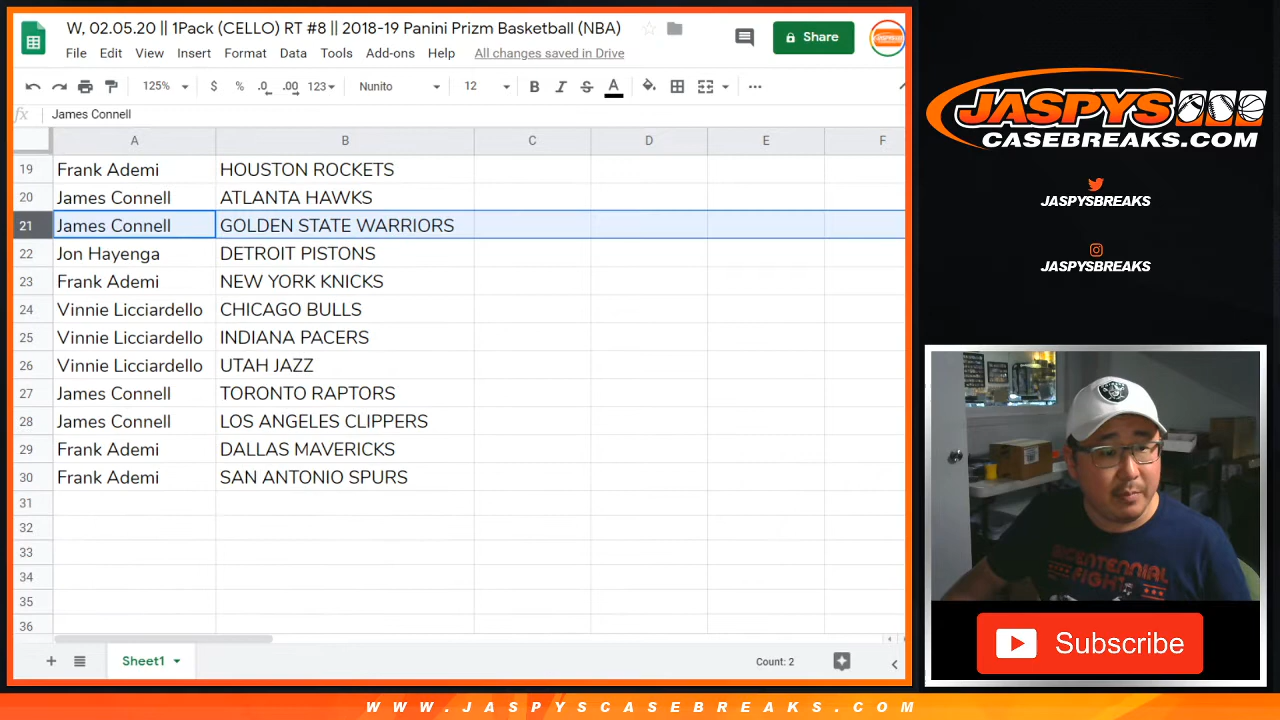 W, 02.05.20 || 1Pack (CELLO) RT #8 || 2018-19 Panini Prizm Basketball (NBA)
File Edit View Insert Format Data Tools Add-ons Help All changes saved in Drive
Share
125% $ % .0 .00 123 Nunito 12 B I S A
fx James Connell
A B C D E F
19 Frank Ademi HOUSTON ROCKETS
20 James Connell ATLANTA HAWKS
21 James Connell GOLDEN STATE WARRIORS
22 Jon Hayenga DETROIT PISTONS
23 Frank Ademi NEW YORK KNICKS
24 Vinnie Licciardello CHICAGO BULLS
25 Vinnie Licciardello INDIANA PACERS
26 Vinnie Licciardello UTAH JAZZ
27 James Connell TORONTO RAPTORS
28 James Connell LOS ANGELES CLIPPERS
29 Frank Ademi DALLAS MAVERICKS
30 Frank Ademi SAN ANTONIO SPURS
31
32
33
34
35
36
Sheet1
Count: 2
JASPYS
CASEBREAKS.COM
JASPYSBREAKS
JASPYSBREAKS
BICENTENNIAL
FIGHT
Subscribe
WWW.JASPYSCASEBREAKS.COM